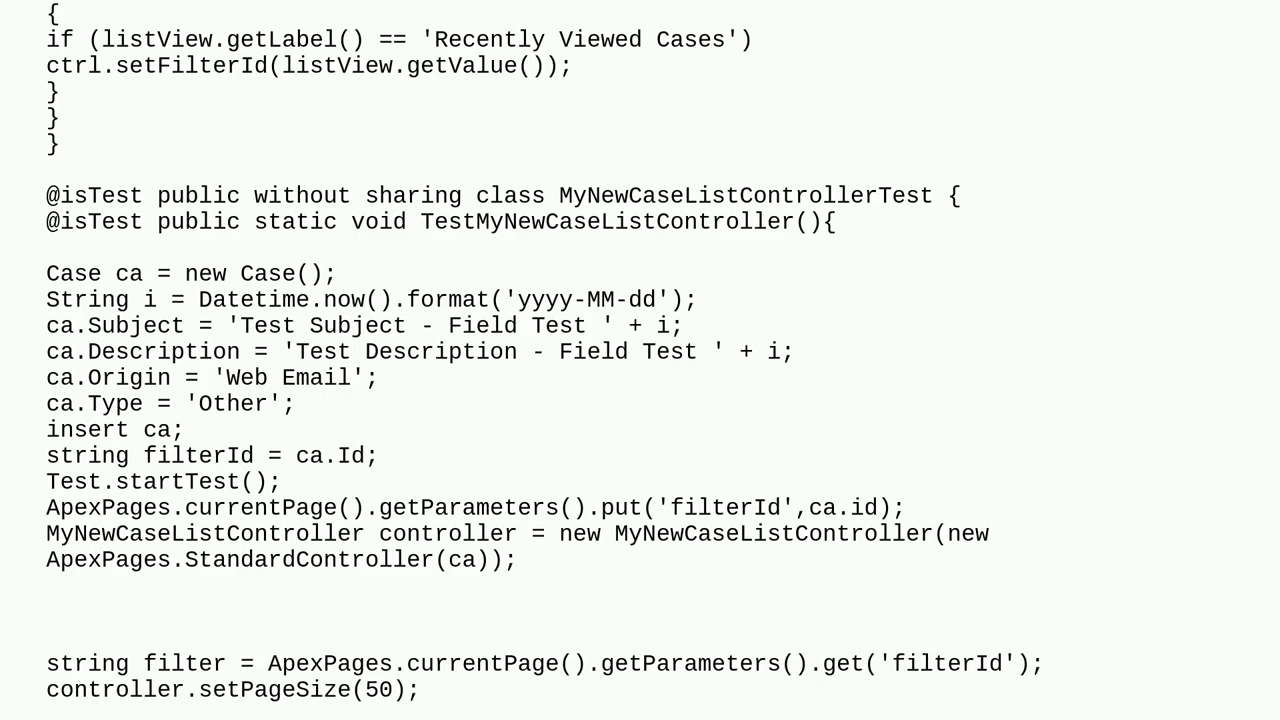 {
if (listView.getLabel() == 'Recently Viewed Cases')
ctrl.setFilterId(listView.getValue());
}
}
}
@isTest public without sharing class MyNewCaseListControllerTest {
@isTest public static void TestMyNewCaseListController(){
Case ca = new Case();
String i = Datetime.now().format('yyyy-MM-dd');
ca.Subject = 'Test Subject - Field Test ' + i;
ca.Description = 'Test Description - Field Test ' + i;
ca.Origin = 'Web Email';
ca.Type = 'Other';
insert ca;
string filterId = ca.Id;
Test.startTest();
ApexPages.currentPage().getParameters().put('filterId',ca.id);
MyNewCaseListController controller = new MyNewCaseListController(new
ApexPages.StandardController(ca));
string filter = ApexPages.currentPage().getParameters().get('filterId');
controller.setPageSize(50);